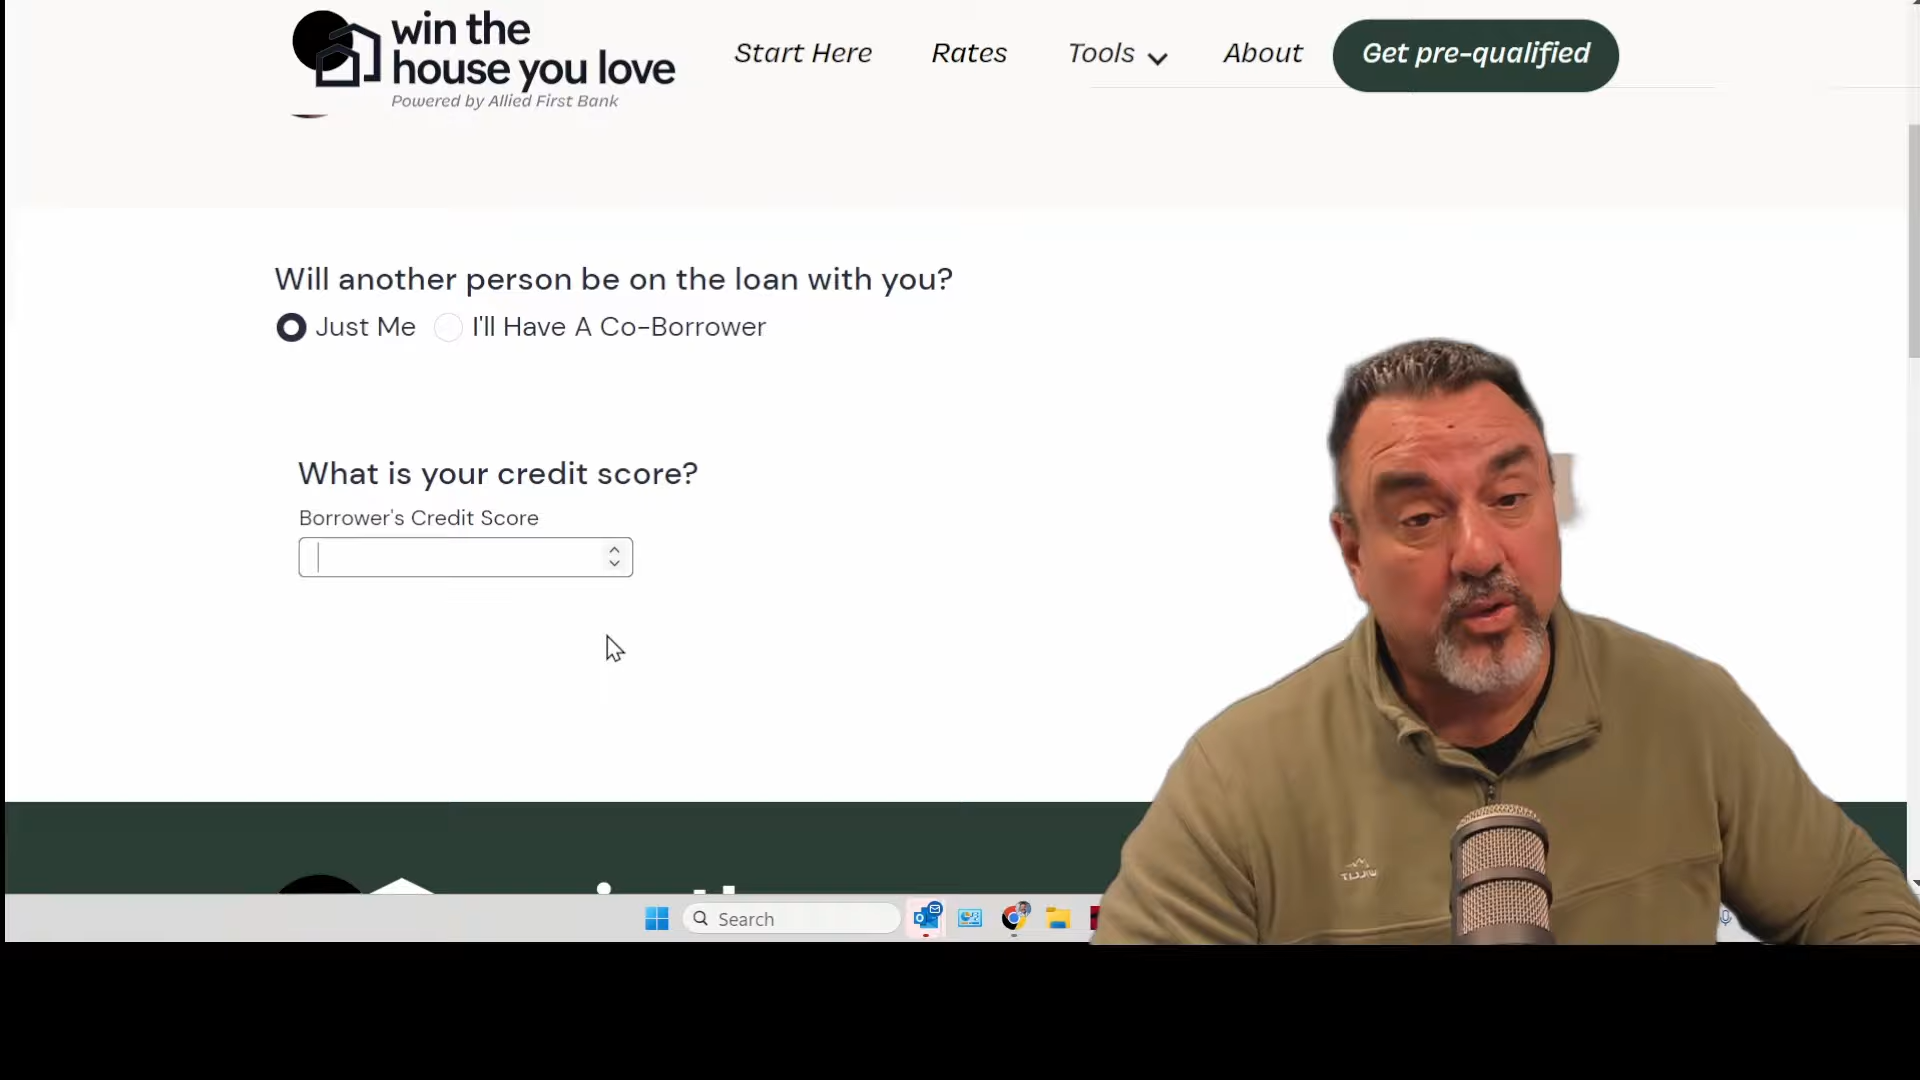 win the
house you love
Powered by Allied First Bank
Start Here
Rates
Tools
About
Get pre-qualified
Will another person be on the loan with you?
Just Me
I'll Have A Co-Borrower
What is your credit score?
Borrower's Credit Score
Search